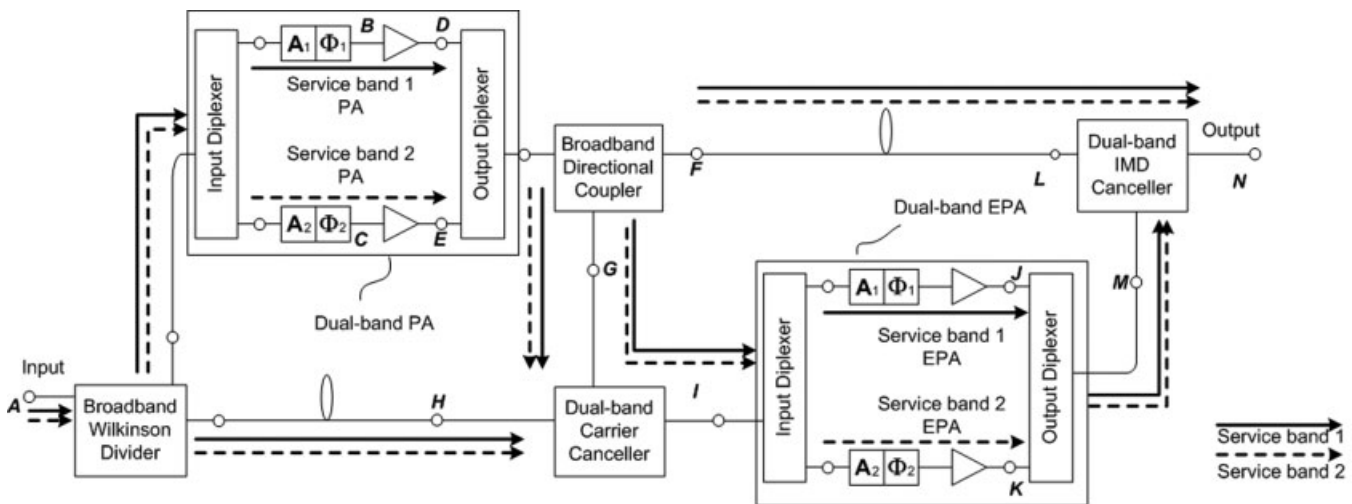 B
D
A1 Φ1
Service band 1
PA
Input Diplexer
Output Diplexer
Service band 2
PA
A2 Φ2
C
E
Dual-band PA
Broadband
Directional
Coupler
F
L
Dual-band
IMD
Canceller
Output
N
Dual-band EPA
G
M
J
A1 Φ1
Service band 1
EPA
Input Diplexer
Output Diplexer
Service band 2
EPA
A2 Φ2
K
Input
A
Broadband
Wilkinson
Divider
H
Dual-band
Carrier
Canceller
I
Service band 1
Service band 2